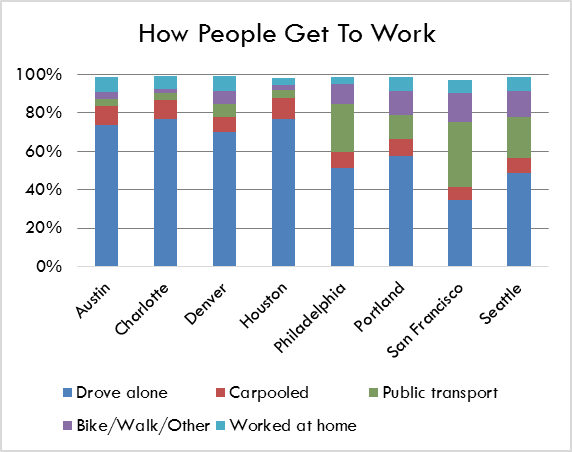 How People Get To Work
100%
80%
60%
40%
20%
0%
Austin
Charlotte
Denver
Houston
Philadelphia
Portland
San Francisco
Seattle
Drove alone Carpooled Public transport
Bike/Walk/Other Worked at home